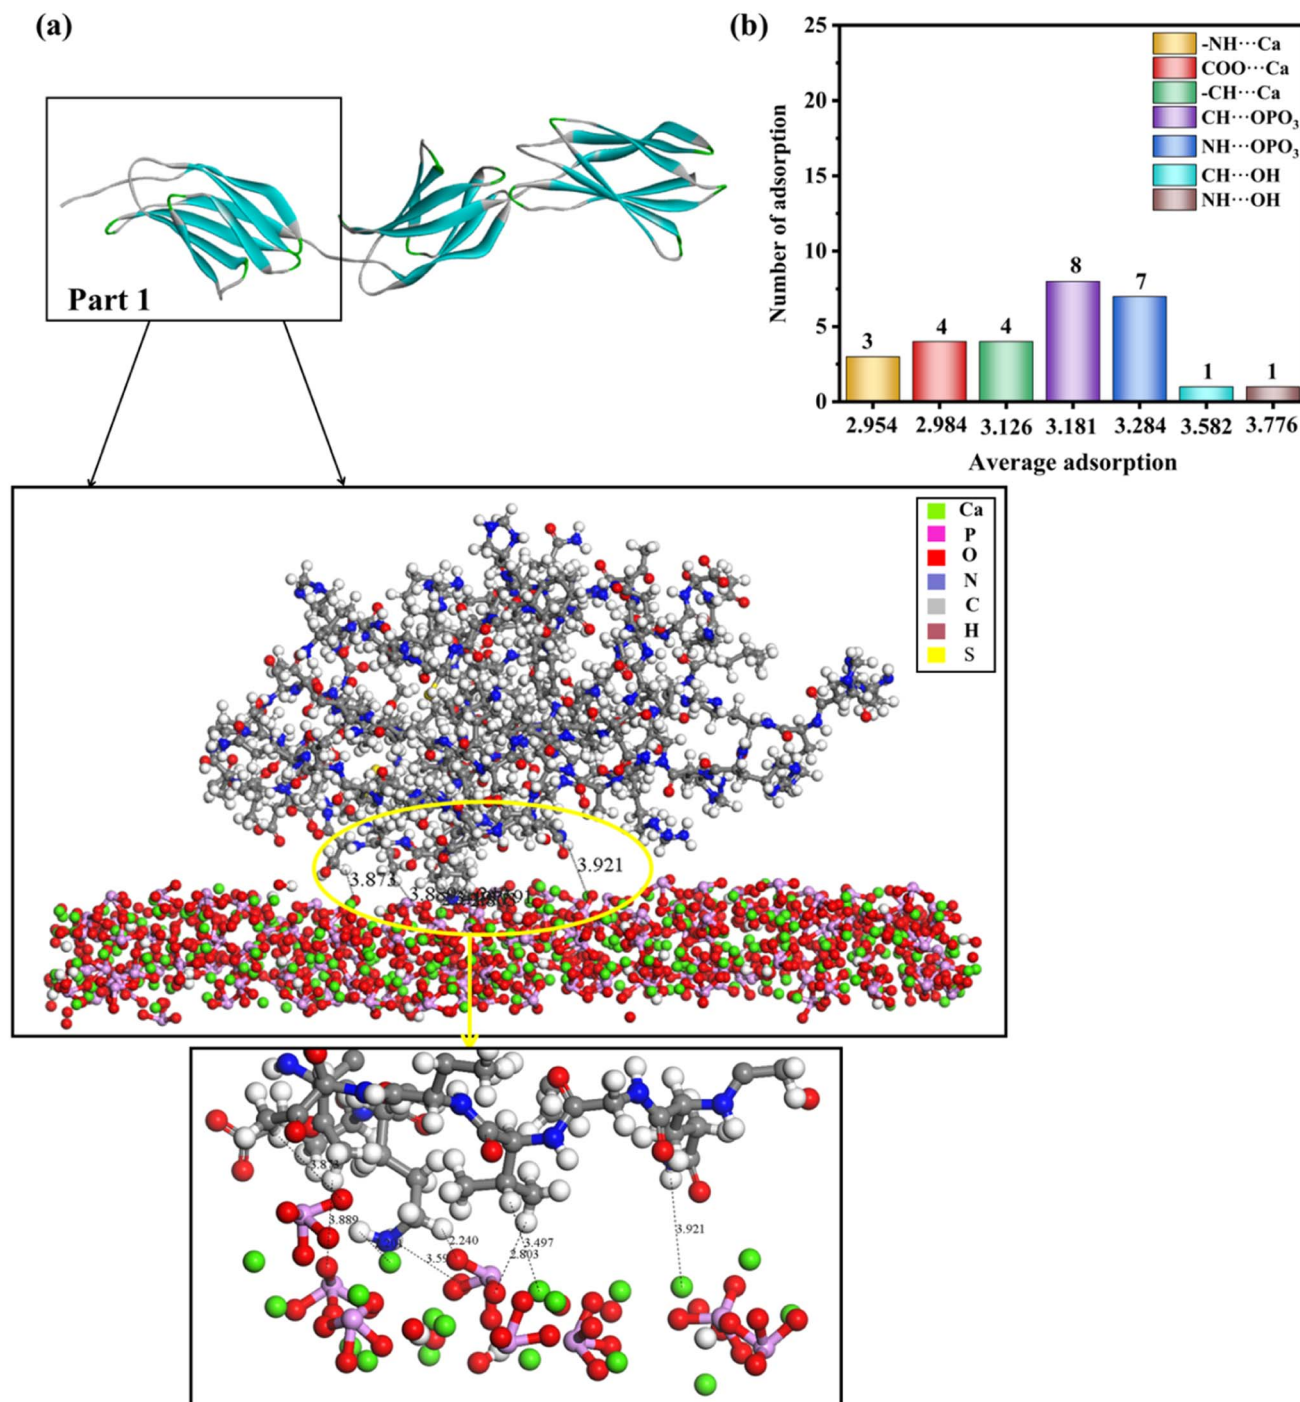 (a)
Part 1
(b)
Number of adsorption
25
20
15
10
5
0
-NH···Ca
COO···Ca
-CH···Ca
CH···OPO₃
NH···OPO₃
CH···OH
NH···OH
3
4
4
8
7
1
1
2.954
2.984
3.126
3.181
3.284
3.582
3.776
Average adsorption
Ca
P
O
N
C
H
S
3.873
3.921
3.889
2.240
3.497
2.803
3.921